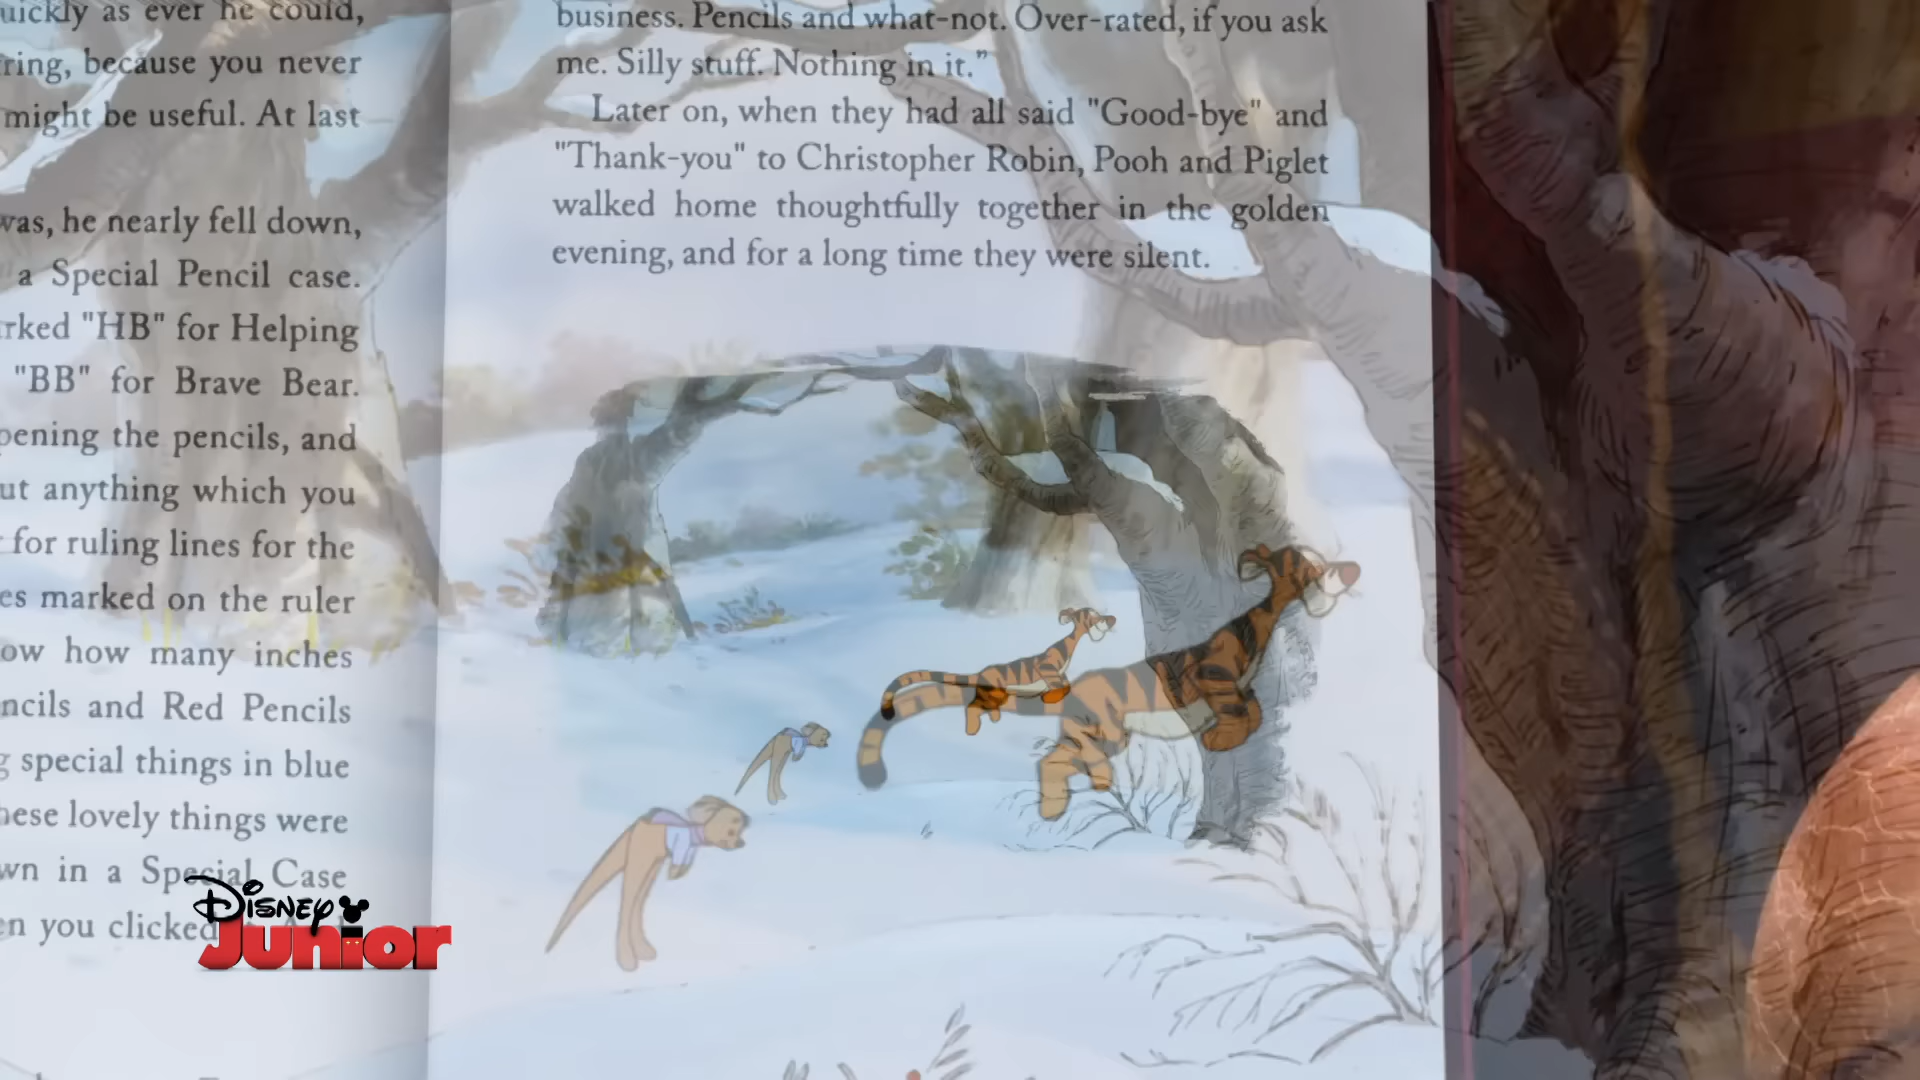 uickly as ever he could,
ring, because you never
might be useful. At last
was, he nearly fell down,
a Special Pencil case.
rked "HB" for Helping
"BB" for Brave Bear.
pening the pencils, and
ut anything which you
for ruling lines for the
es marked on the ruler
ow how many inches
ncils and Red Pencils
g special things in blue
hese lovely things were
wn in a Special Case
en you clicked
business. Pencils and what-not. Over-rated, if you ask
me. Silly stuff. Nothing in it."
Later on, when they had all said "Good-bye" and
"Thank-you" to Christopher Robin, Pooh and Piglet
walked home thoughtfully together in the golden
evening, and for a long time they were silent.
Disney
Junior